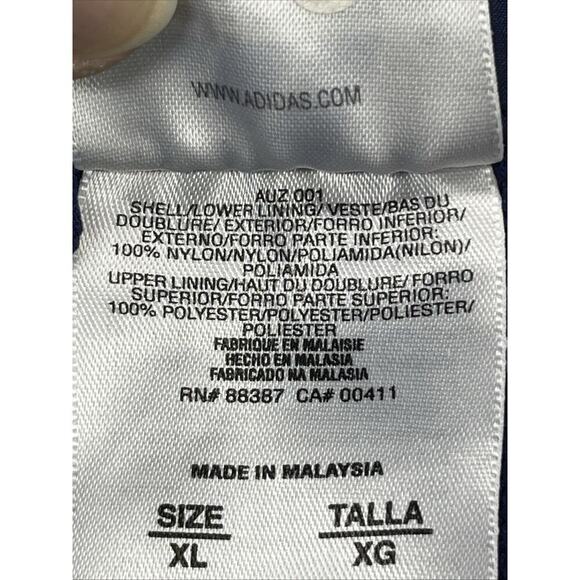 WWW.ADIDAS.COM
AUZ 001
SHELL/LOWER LINING/ VESTE/BAS DU
DOUBLURE/ EXTERIOR/FORRO INFERIOR/
EXTERNO/FORRO PARTE INFERIOR:
100% NYLON/NYLON/POLIAMIDA(NILON)/
POLIAMIDA
UPPER LINING/HAUT DU DOUBLURE/ FORRO
SUPERIOR/FORRO PARTE SUPERIOR:
100% POLYESTER/POLYESTER/POLIESTER/
POLIESTER
FABRIQUE EN MALAISIE
HECHO EN MALASIA
FABRICADO NA MALASIA
RN# 88387 CA# 00411
MADE IN MALAYSIA
SIZE TALLA
XL XG